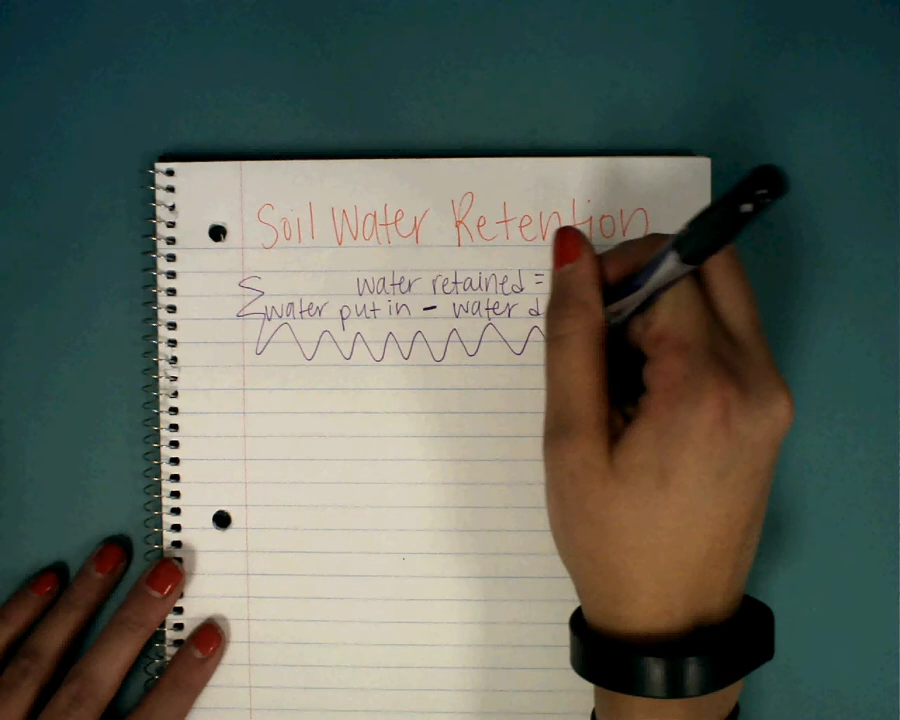 Soil Water Retention
water retained =
water put in - water d